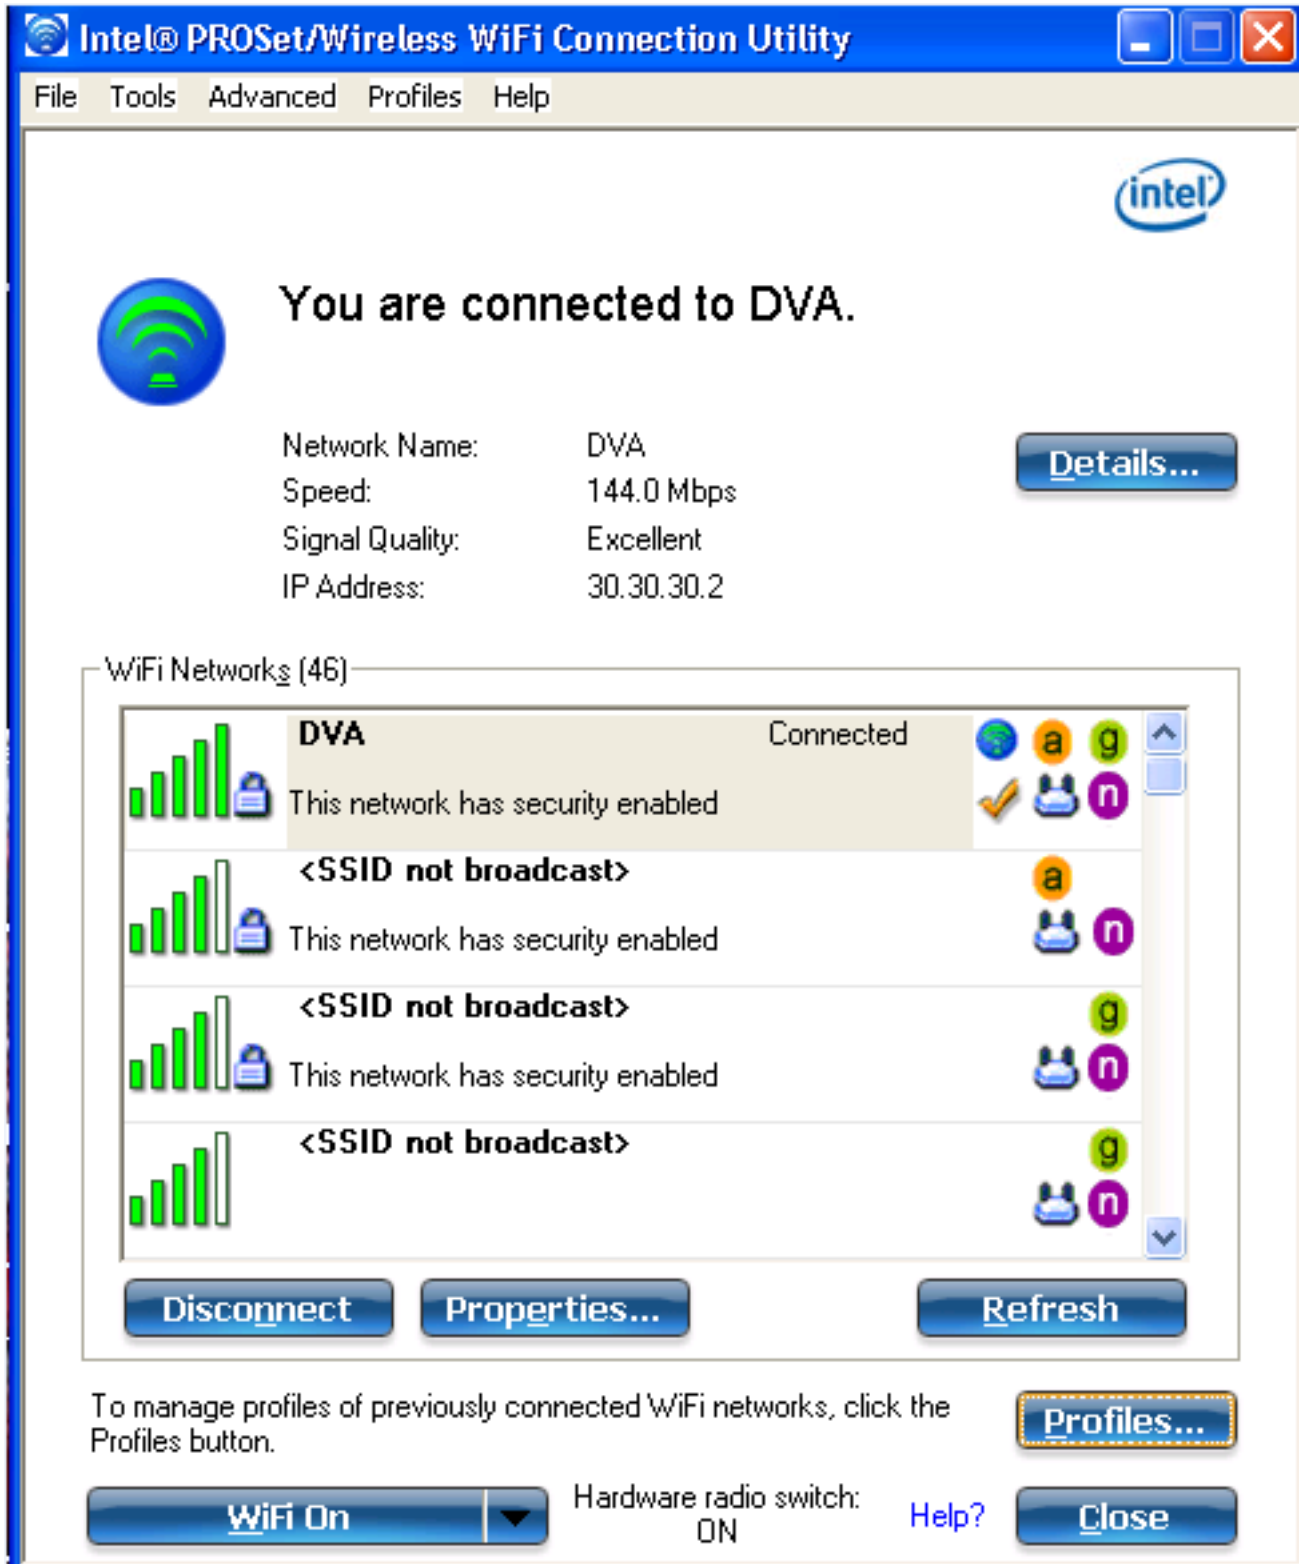 Intel® PROSet/Wireless WiFi Connection Utility
File Tools Advanced Profiles Help
intel
You are connected to DVA.
Network Name: DVA
Details...
Speed: 144.0 Mbps
Signal Quality: Excellent
IP Address: 30.30.30.2
WiFi Networks (46)
DVA Connected a g
This network has security enabled n
<SSID not broadcast> a
This network has security enabled n
<SSID not broadcast> g
This network has security enabled n
<SSID not broadcast> g
n
Disconnect Properties... Refresh
To manage profiles of previously connected WiFi networks, click the
Profiles button.
Profiles...
WiFi On
Hardware radio switch:
ON
Help?
Close